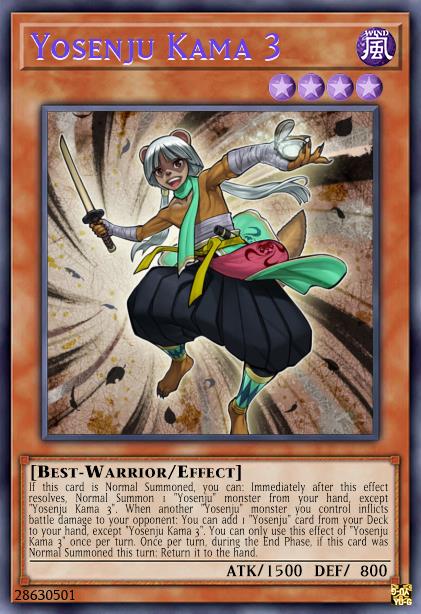 Yosenju Kama 3
WIND
風
[Best-Warrior/Effect]
If this card is Normal Summoned, you can: Immediately after this effect
resolves, Normal Summon 1 "Yosenju" monster from your hand, except
"Yosenju Kama 3". When another "Yosenju" monster you control inflicts
battle damage to your opponent: You can add 1 "Yosenju" card from your Deck
to your hand, except "Yosenju Kama 3". You can only use this effect of "Yosenju
Kama 3" once per turn. Once per turn, during the End Phase, if this card was
Normal Summoned this turn: Return it to the hand.
ATK/1500 DEF/ 800
28630501